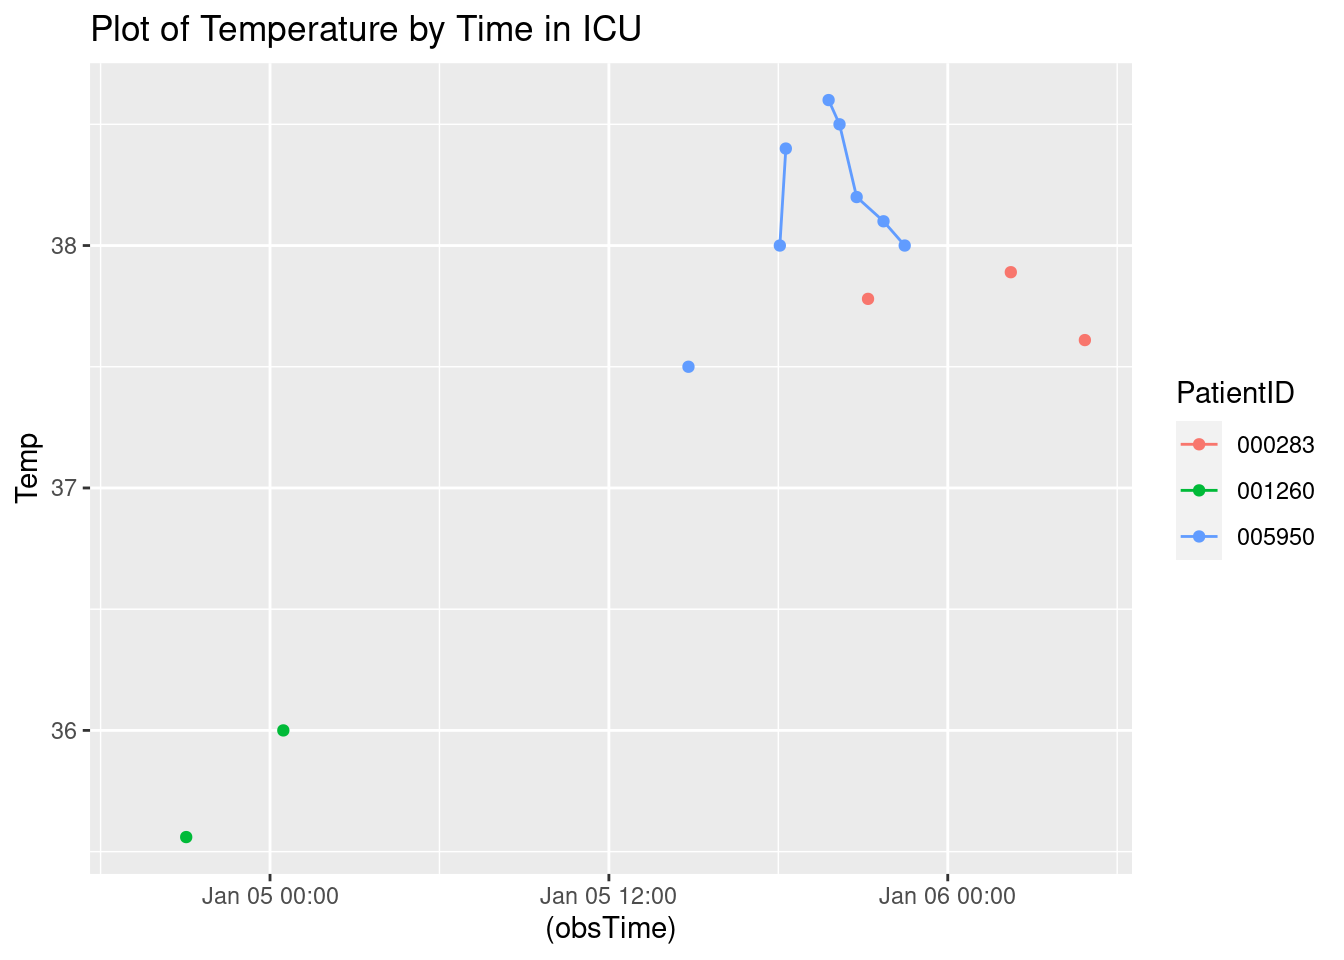 Plot of Temperature by Time in ICU
Temp
38
37
36
Jan 05 00:00
Jan 05 12:00
Jan 06 00:00
(obsTime)
PatientID
000283
001260
005950